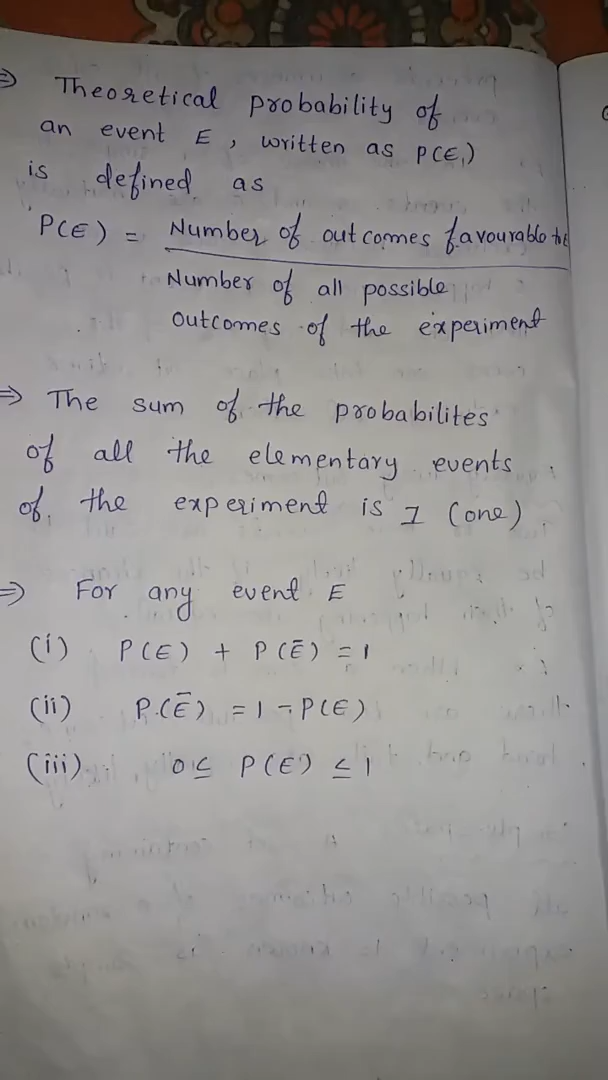 ⇒ Theoretical probability of
an event E, written as P(E)
is defined as
P(E) = Number of outcomes favourable to E
Number of all possible
outcomes of the experiment
⇒ The sum of the probabilites
of all the elementary events
of the experiment is 1 (one).
⇒ For any event E
(i) P(E) + P(Ē) = 1
(ii) P(Ē) = 1 - P(E)
(iii) 0 ≤ P(E) ≤ 1